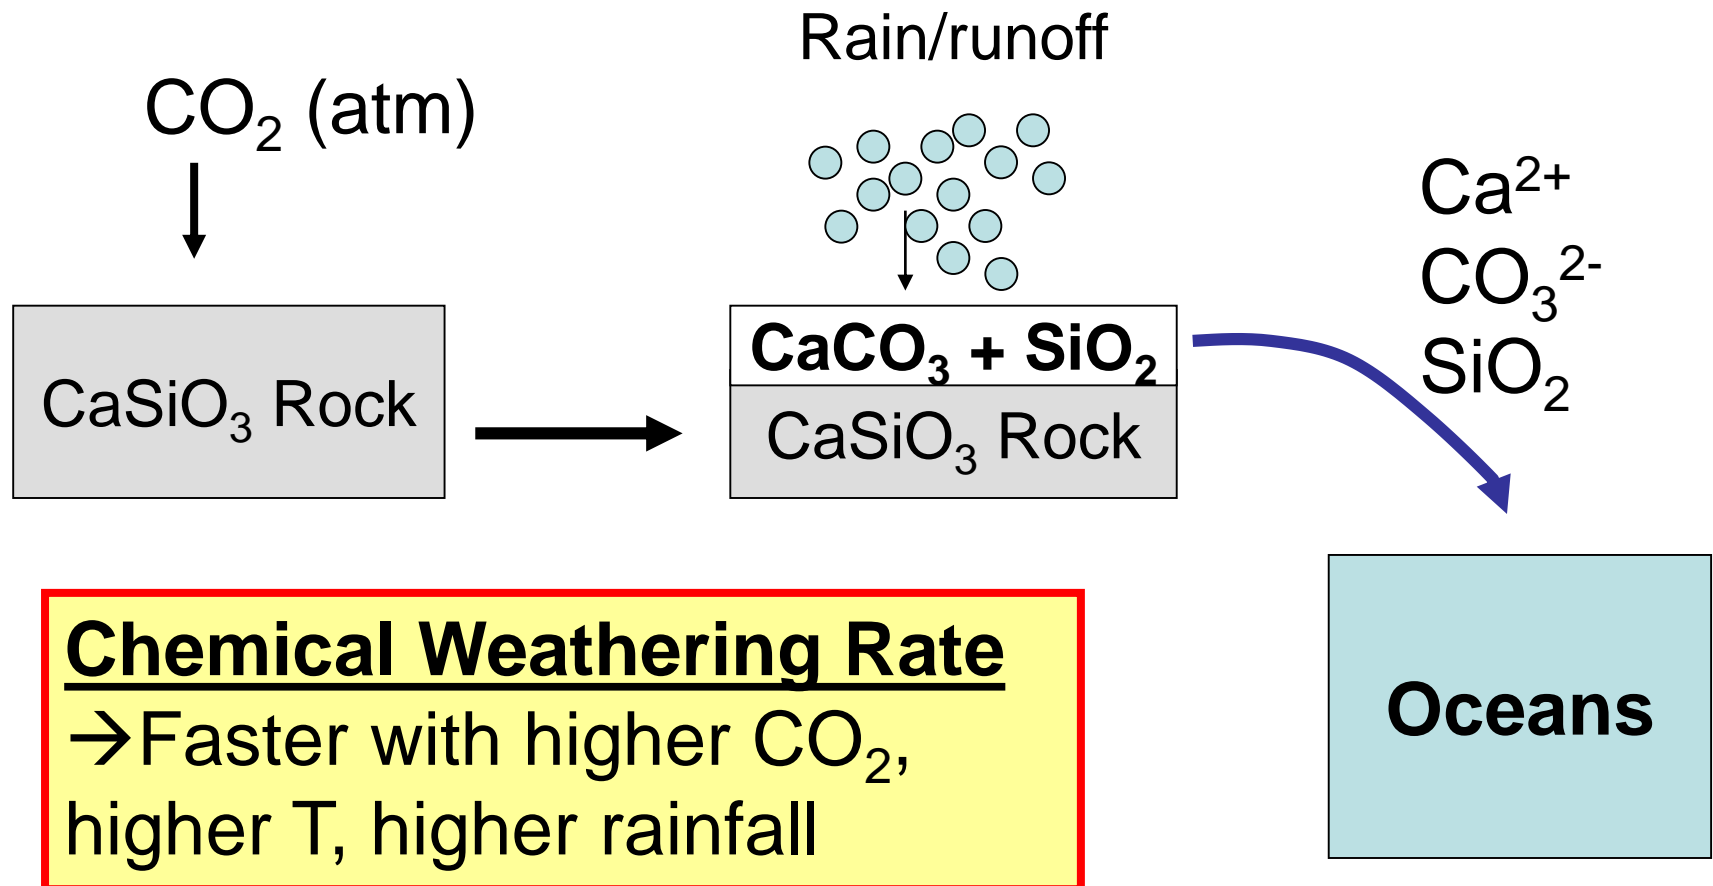 Rain/runoff
CO₂ (atm)
Ca²⁺
CO₃²⁻
SiO₂
CaSiO₃ Rock
CaCO₃ + SiO₂
CaSiO₃ Rock
Chemical Weathering Rate
→Faster with higher CO₂,
higher T, higher rainfall
Oceans